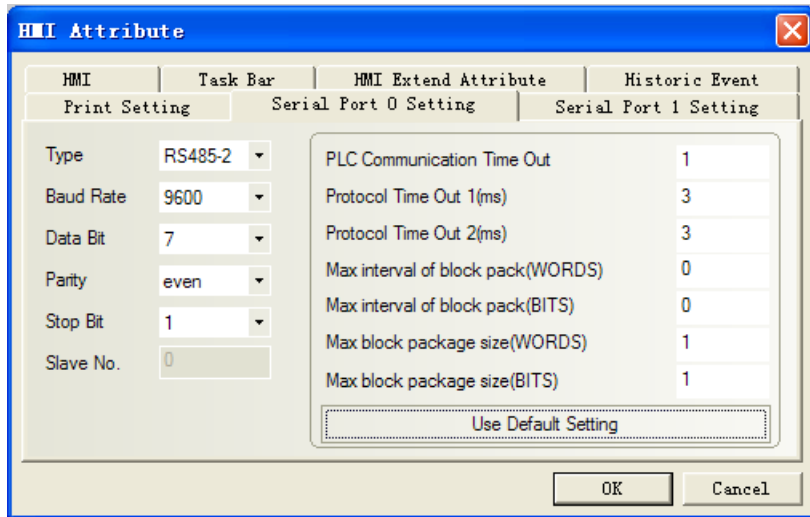 HMI Attribute
HMI Task Bar HMI Extend Attribute Historic Event
Print Setting Serial Port 0 Setting Serial Port 1 Setting
Type RS485-2
Baud Rate 9600
Data Bit 7
Parity even
Stop Bit 1
Slave No. 0
PLC Communication Time Out 1
Protocol Time Out 1(ms) 3
Protocol Time Out 2(ms) 3
Max interval of block pack(WORDS) 0
Max interval of block pack(BITS) 0
Max block package size(WORDS) 1
Max block package size(BITS) 1
Use Default Setting
OK Cancel